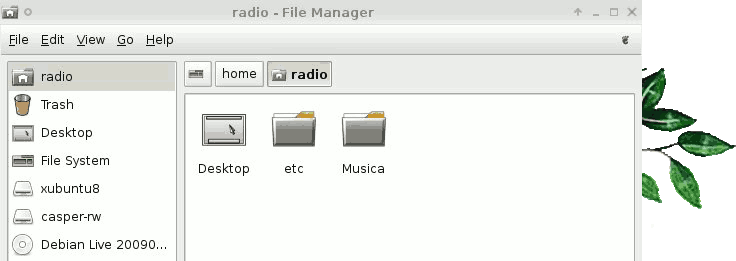 radio - File Manager
File Edit View Go Help
radio
Trash
Desktop
File System
xubuntu8
casper-rw
Debian Live 20090...
home radio
Desktop etc Musica